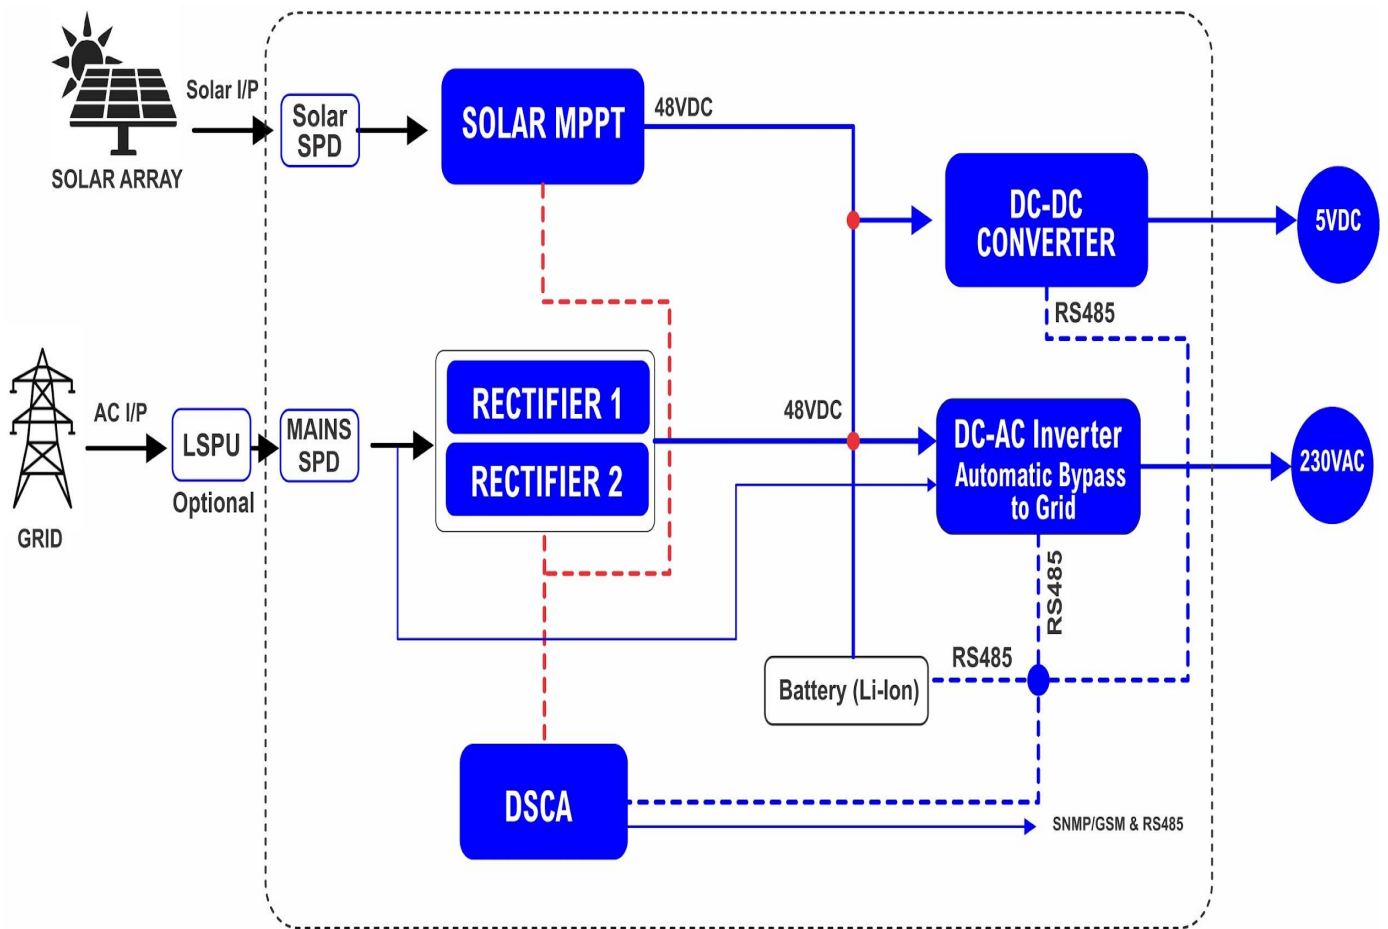 Solar I/P
SOLAR ARRAY
Solar
SPD
SOLAR MPPT
48VDC
DC-DC
CONVERTER
5VDC
RS485
AC I/P
GRID
LSPU
Optional
MAINS
SPD
RECTIFIER 1
RECTIFIER 2
48VDC
DC-AC Inverter
Automatic Bypass
to Grid
230VAC
RS485
RS485
Battery (Li-Ion)
DSCA
SNMP/GSM & RS485